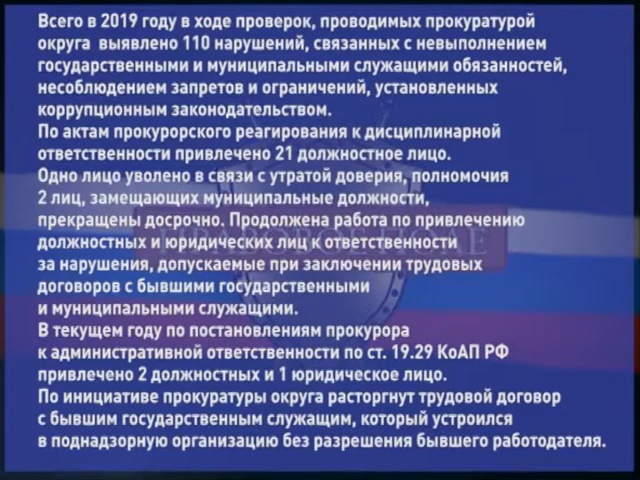 Всего в 2019 году в ходе проверок, проводимых прокуратурой
округа выявлено 110 нарушений, связанных с невыполнением
государственными и муниципальными служащими обязанностей,
несоблюдением запретов и ограничений, установленных
коррупционным законодательством.
По актам прокурорского реагирования к дисциплинарной
ответственности привлечено 21 должностное лицо.
Одно лицо уволено в связи с утратой доверия, полномочия
2 лиц, замещающих муниципальные должности,
прекращены досрочно. Продолжена работа по привлечению
должностных и юридических лиц к ответственности
за нарушения, допускаемые при заключении трудовых
договоров с бывшими государственными
и муниципальными служащими.
В текущем году по постановлениям прокурора
к административной ответственности по ст. 19.29 КоАП РФ
привлечено 2 должностных и 1 юридическое лицо.
По инициативе прокуратуры округа расторгнут трудовой договор
с бывшим государственным служащим, который устроился
в поднадзорную организацию без разрешения бывшего работодателя.
ПРАВОВОЕ ПОЛЕ